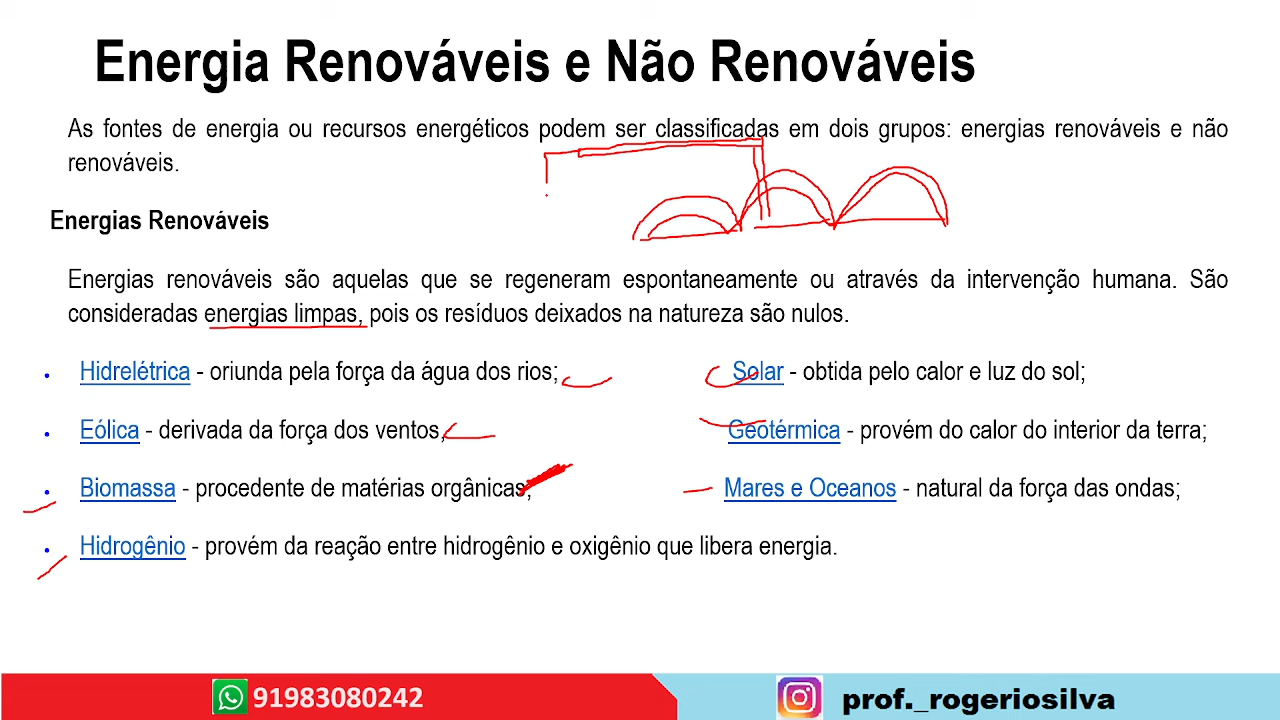 Energia Renováveis e Não Renováveis
As fontes de energia ou recursos energéticos podem ser classificadas em dois grupos: energias renováveis e não
renováveis.
Energias Renováveis
Energias renováveis são aquelas que se regeneram espontaneamente ou através da intervenção humana. São
consideradas energias limpas, pois os resíduos deixados na natureza são nulos.
• Hidrelétrica - oriunda pela força da água dos rios;
Solar - obtida pelo calor e luz do sol;
• Eólica - derivada da força dos ventos,
Geotérmica - provém do calor do interior da terra;
• Biomassa - procedente de matérias orgânicas;
Mares e Oceanos - natural da força das ondas;
• Hidrogênio - provém da reação entre hidrogênio e oxigênio que libera energia.
91983080242
prof._rogeriosilva